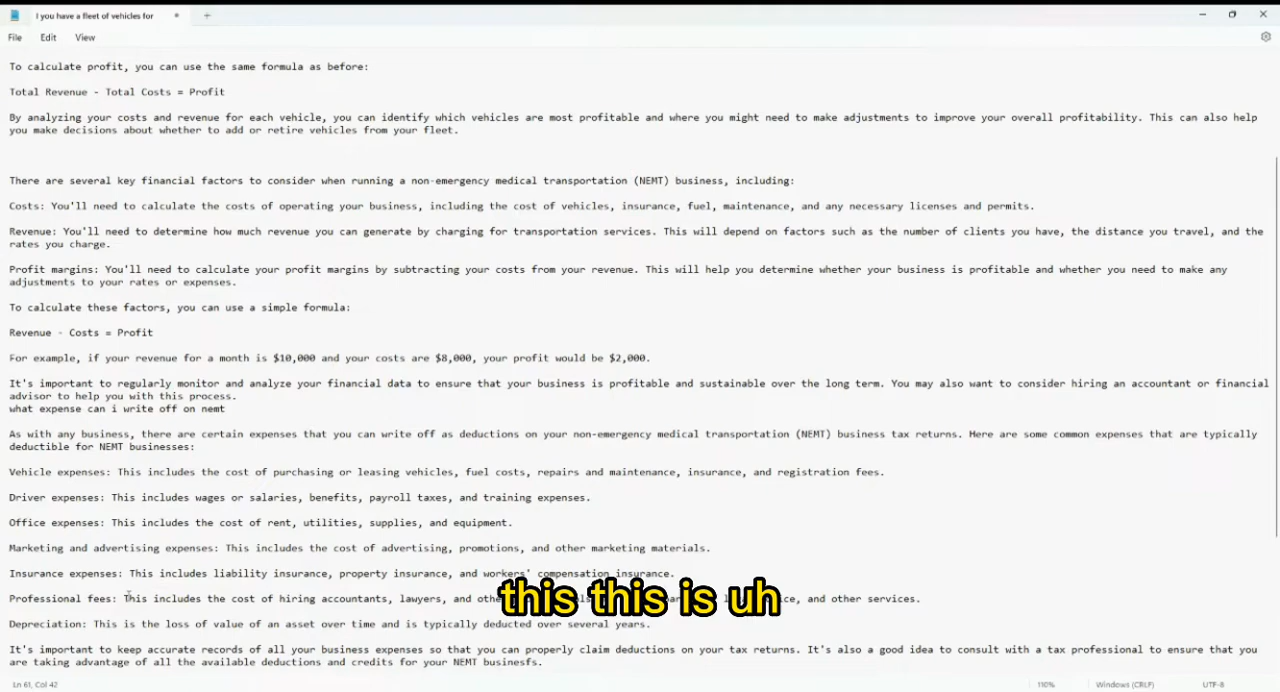 I you have a fleet of vehicles for
File Edit View
To calculate profit, you can use the same formula as before:
Total Revenue - Total Costs = Profit
By analyzing your costs and revenue for each vehicle, you can identify which vehicles are most profitable and where you might need to make adjustments to improve your overall profitability. This can also help
you make decisions about whether to add or retire vehicles from your fleet.
There are several key financial factors to consider when running a non-emergency medical transportation (NEMT) business, including:
Costs: You'll need to calculate the costs of operating your business, including the cost of vehicles, insurance, fuel, maintenance, and any necessary licenses and permits.
Revenue: You'll need to determine how much revenue you can generate by charging for transportation services. This will depend on factors such as the number of clients you have, the distance you travel, and the
rates you charge.
Profit margins: You'll need to calculate your profit margins by subtracting your costs from your revenue. This will help you determine whether your business is profitable and whether you need to make any
adjustments to your rates or expenses.
To calculate these factors, you can use a simple formula:
Revenue - Costs = Profit
For example, if your revenue for a month is $10,000 and your costs are $8,000, your profit would be $2,000.
It's important to regularly monitor and analyze your financial data to ensure that your business is profitable and sustainable over the long term. You may also want to consider hiring an accountant or financial
advisor to help you with this process.
what expense can i write off on nemt
As with any business, there are certain expenses that you can write off as deductions on your non-emergency medical transportation (NEMT) business tax returns. Here are some common expenses that are typically
deductible for NEMT businesses:
Vehicle expenses: This includes the cost of purchasing or leasing vehicles, fuel costs, repairs and maintenance, insurance, and registration fees.
Driver expenses: This includes wages or salaries, benefits, payroll taxes, and training expenses.
Office expenses: This includes the cost of rent, utilities, supplies, and equipment.
Marketing and advertising expenses: This includes the cost of advertising, promotions, and other marketing materials.
Insurance expenses: This includes liability insurance, property insurance, and workers' compensation insurance.
Professional fees: This includes the cost of hiring accountants, lawyers, and and other services.
this this is uh
Depreciation: This is the loss of value of an asset over time and is typically deducted over several years.
It's important to keep accurate records of all your business expenses so that you can properly claim deductions on your tax returns. It's also a good idea to consult with a tax professional to ensure that you
are taking advantage of all the available deductions and credits for your NEMT businesfs.
Ln 61, Col 42 110% Windows (CRLF) UTF-8